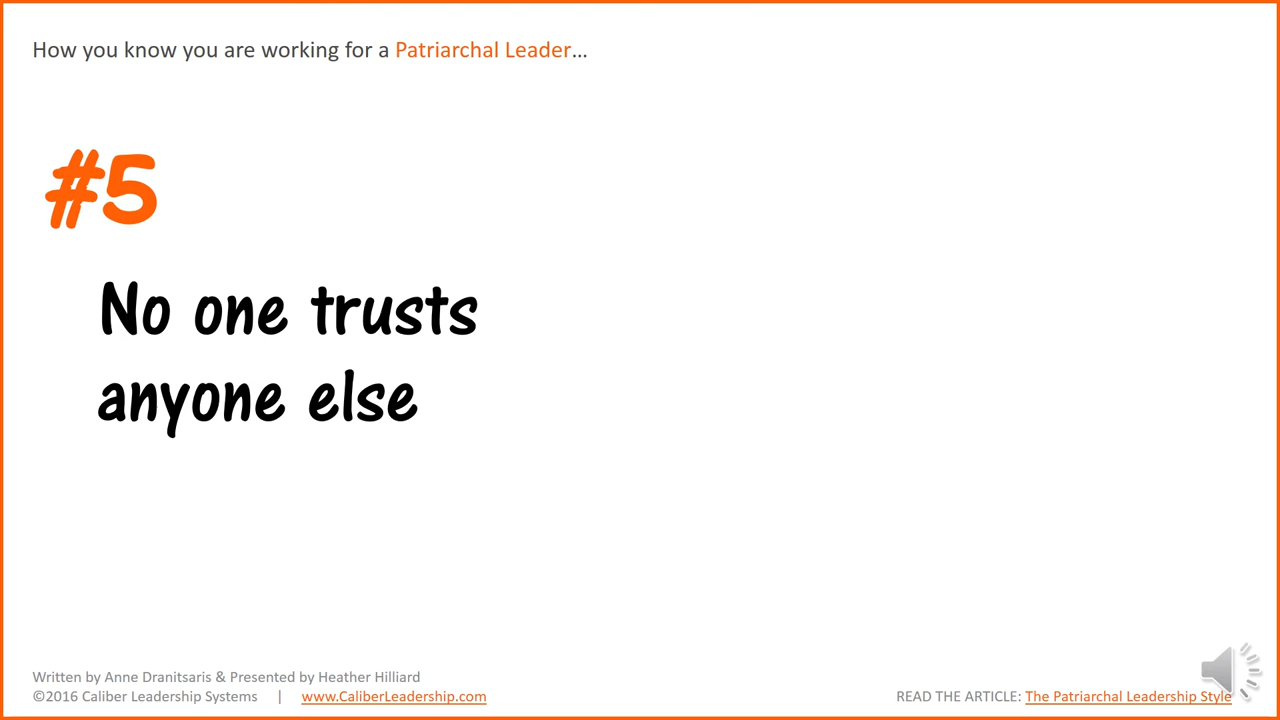 How you know you are working for a Patriarchal Leader...
#5
No one trusts
anyone else
Written by Anne Dranitsaris & Presented by Heather Hilliard
©2016 Caliber Leadership Systems | www.CaliberLeadership.com
READ THE ARTICLE: The Patriarchal Leadership Style